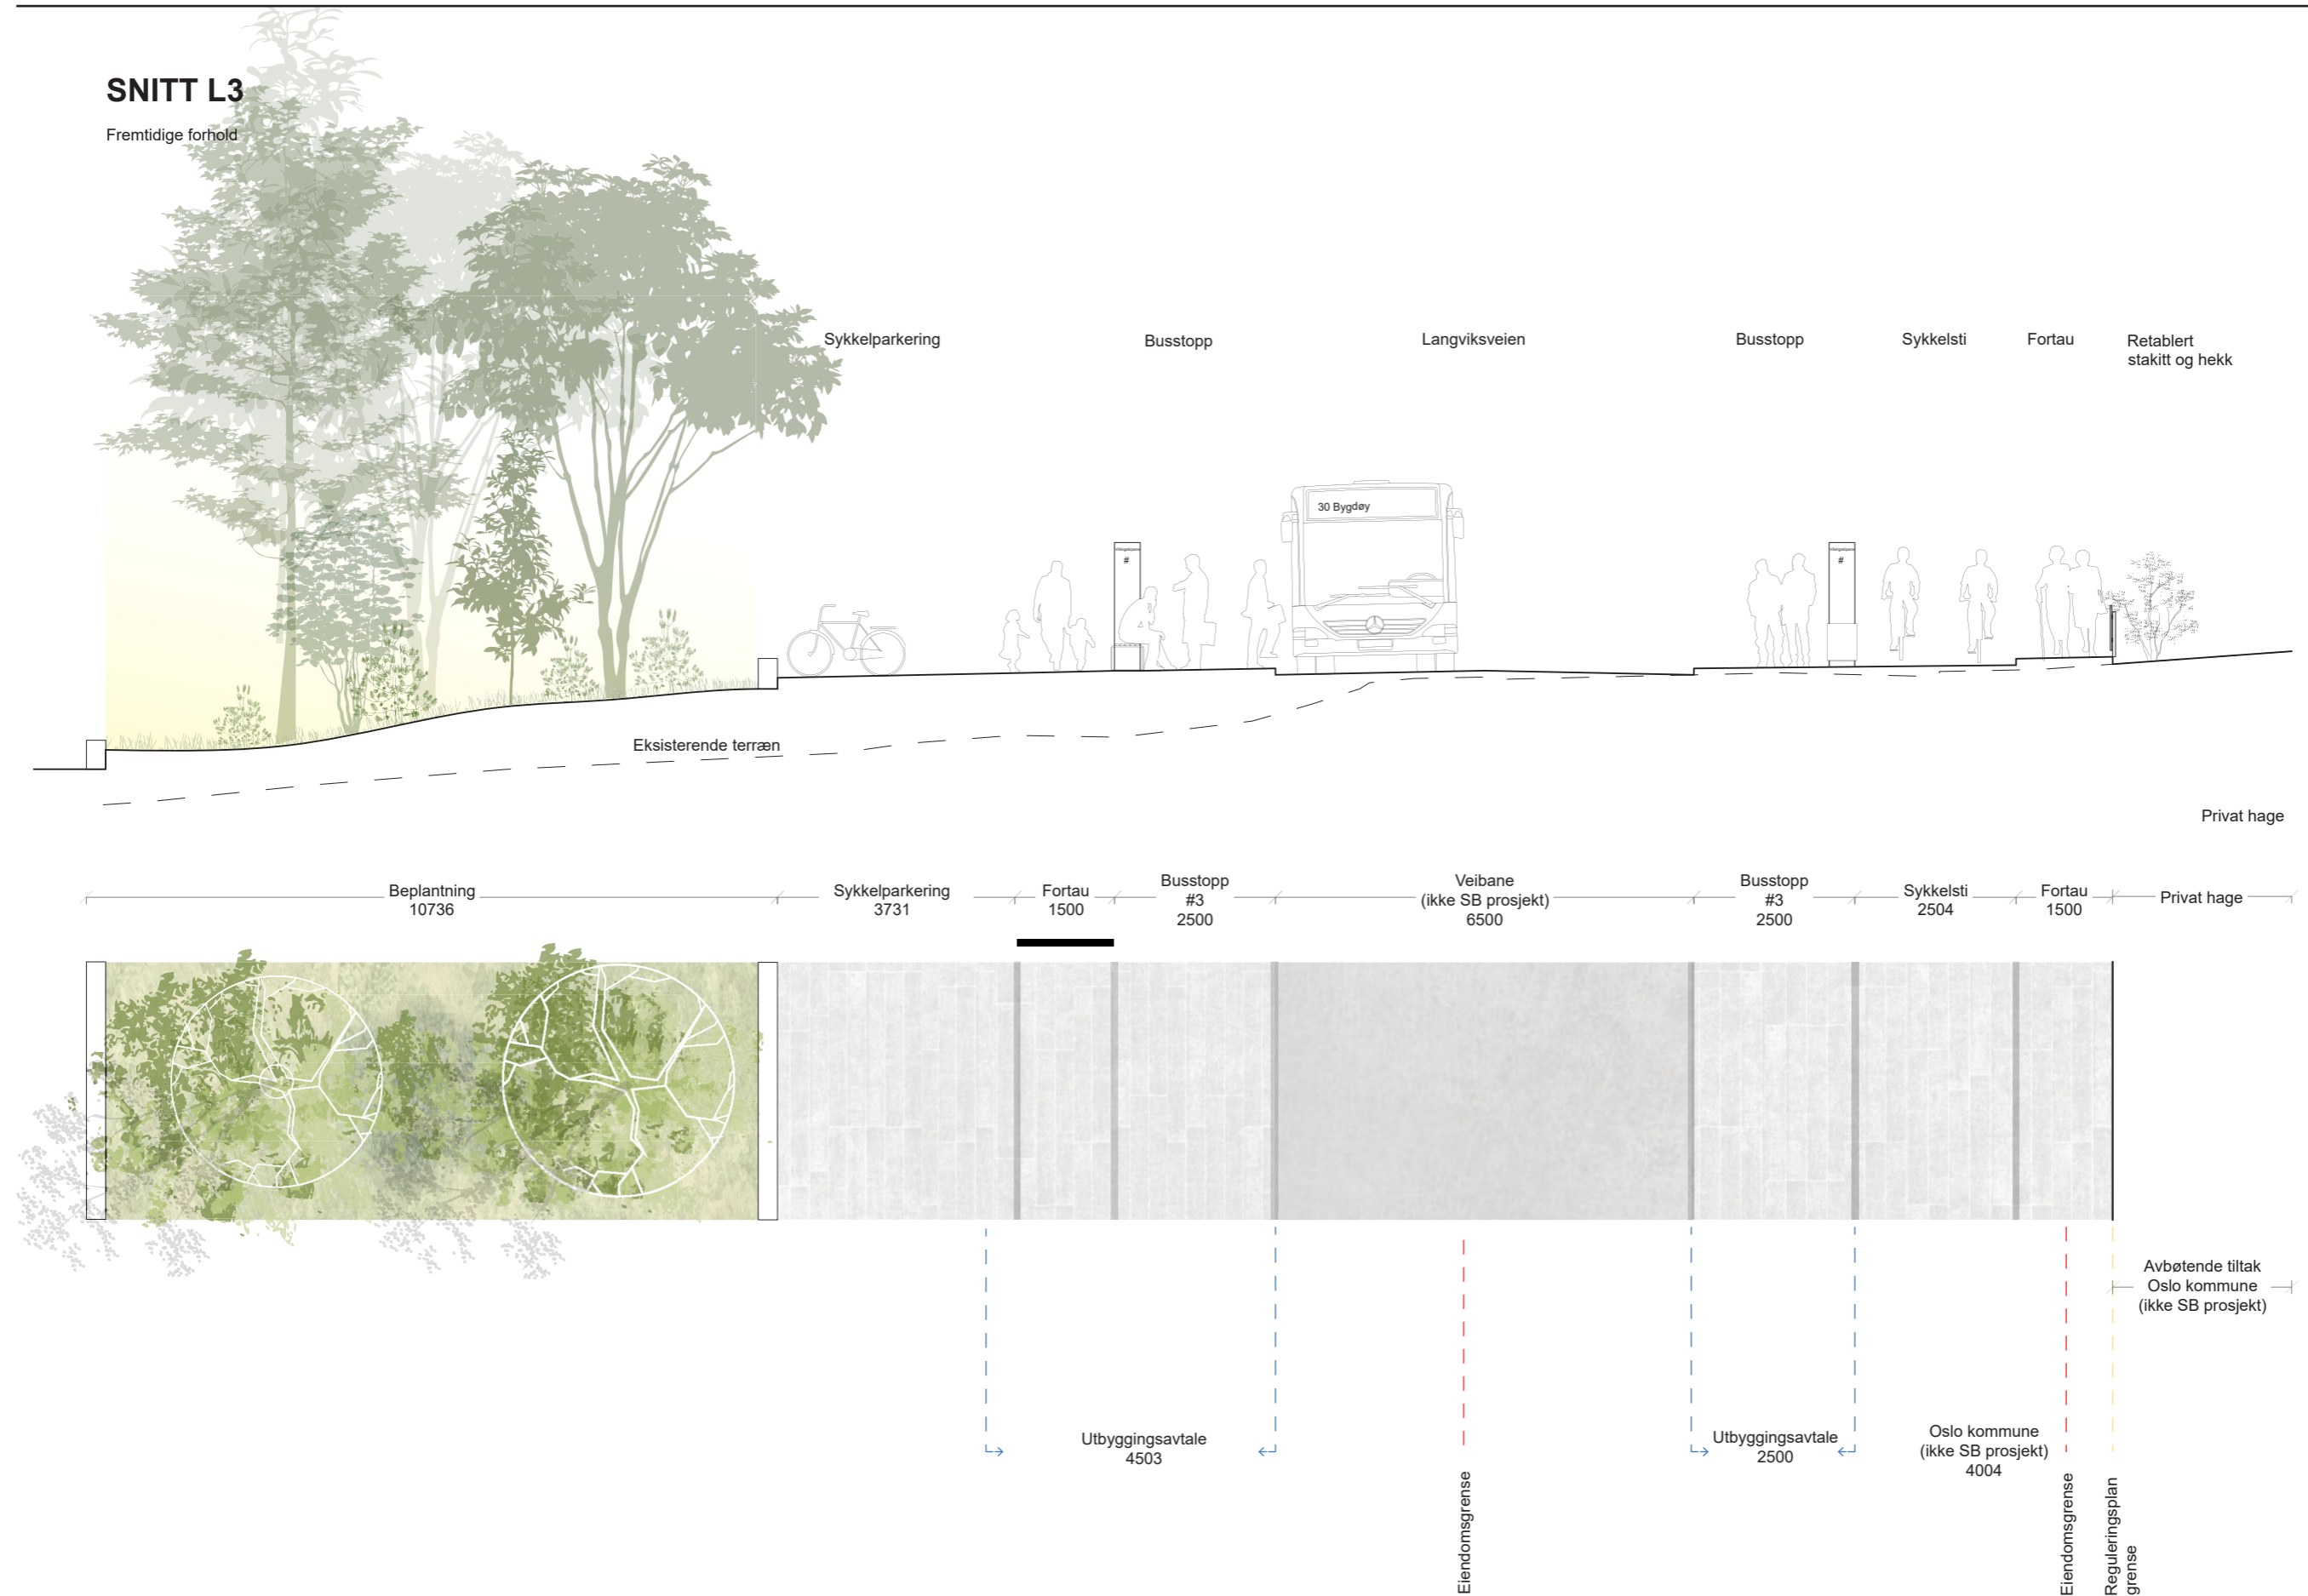 SNITT L3
Fremtidige forhold
Sykkelparkering
Busstopp
Langviksveien
Busstopp
Sykkelsti
Fortau
Retablert
stakitt og hekk
30 Bygdøy
#
#
Eksisterende terræn
Privat hage
Beplantning
10736
Sykkelparkering
3731
Fortau
1500
Busstopp
#3
2500
Veibane
(ikke SB prosjekt)
6500
Busstopp
#3
2500
Sykkelsti
2504
Fortau
1500
Privat hage
Avbøtende tiltak
Oslo kommune
(ikke SB prosjekt)
Utbyggingsavtale
4503
Utbyggingsavtale
2500
Oslo kommune
(ikke SB prosjekt)
4004
Eiendomsgrense
Eiendomsgrense
Reguleringsplan
grense